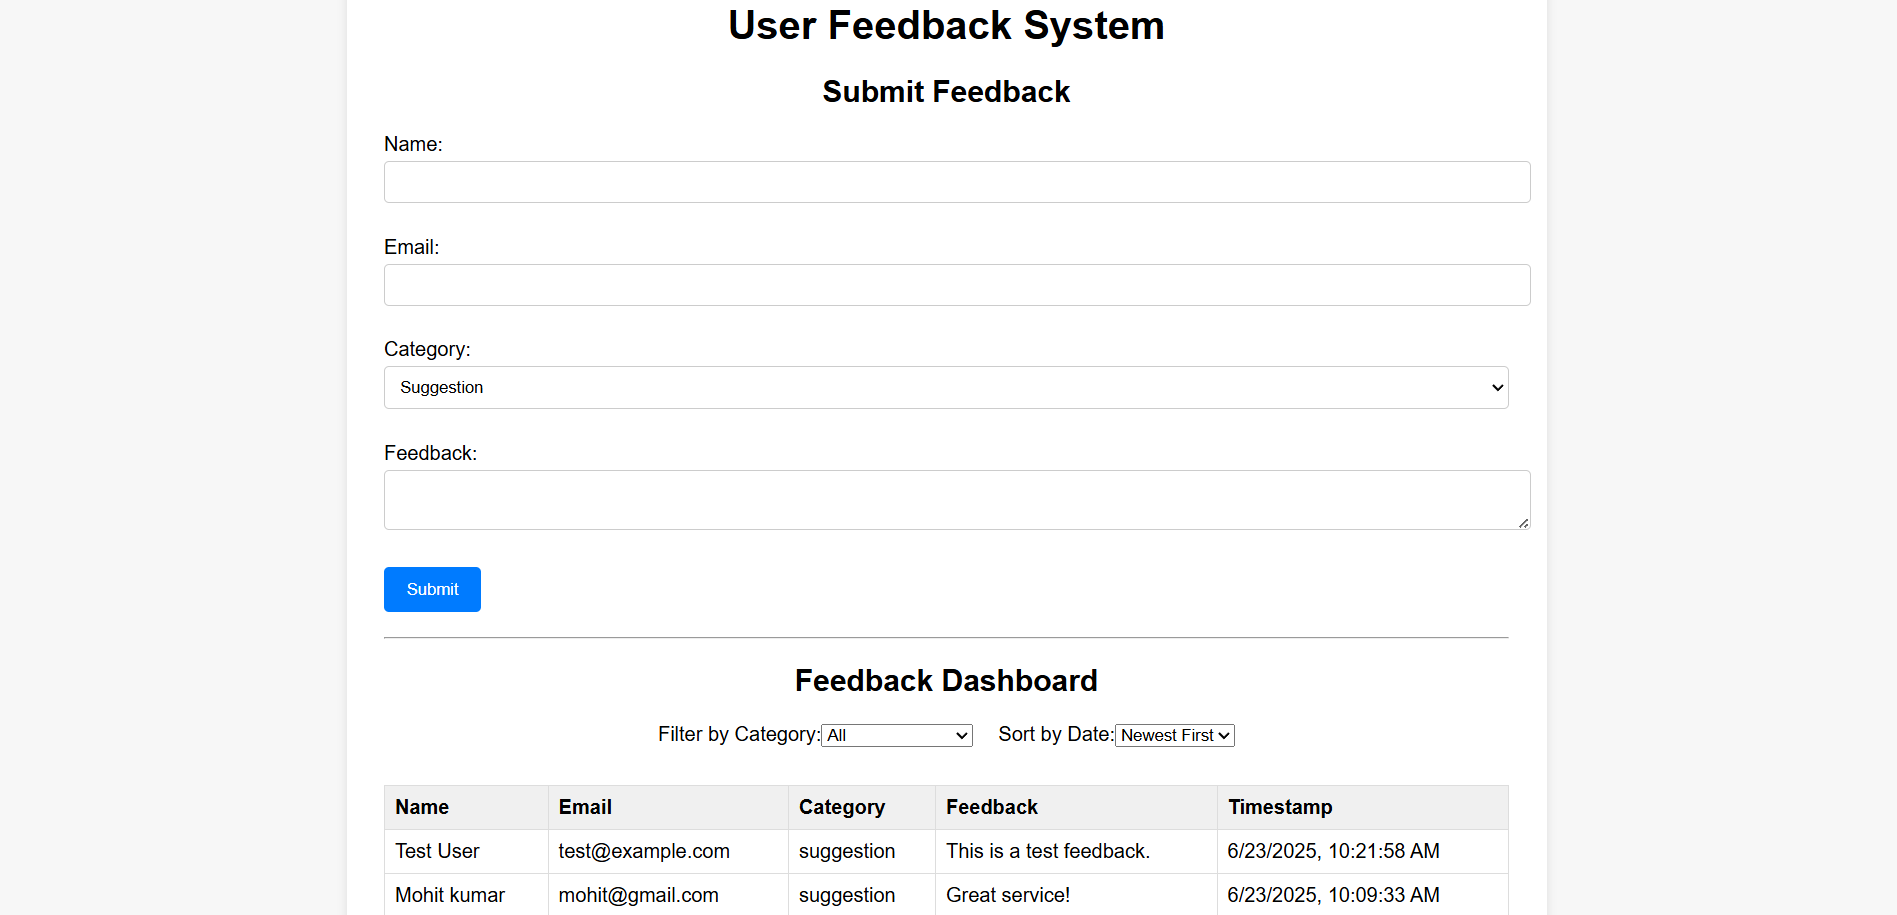 User Feedback System
Submit Feedback
Name:
Email:
Category:
Suggestion
Feedback:
Submit
Feedback Dashboard
Filter by Category: All Sort by Date: Newest First
Name Email Category Feedback Timestamp
Test User test@example.com suggestion This is a test feedback. 6/23/2025, 10:21:58 AM
Mohit kumar mohit@gmail.com suggestion Great service! 6/23/2025, 10:09:33 AM